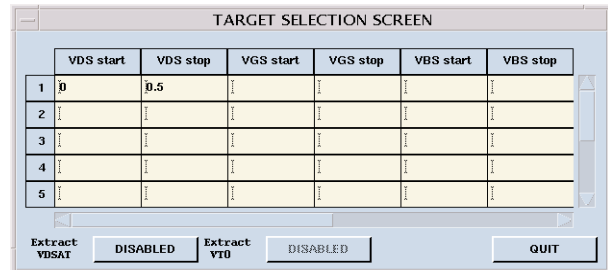 TARGET SELECTION SCREEN
VDS start VDS stop VGS start VGS stop VBS start VBS stop
1 0 0.5
2
3
4
5
Extract VDSAT DISABLED Extract VTO DISABLED QUIT